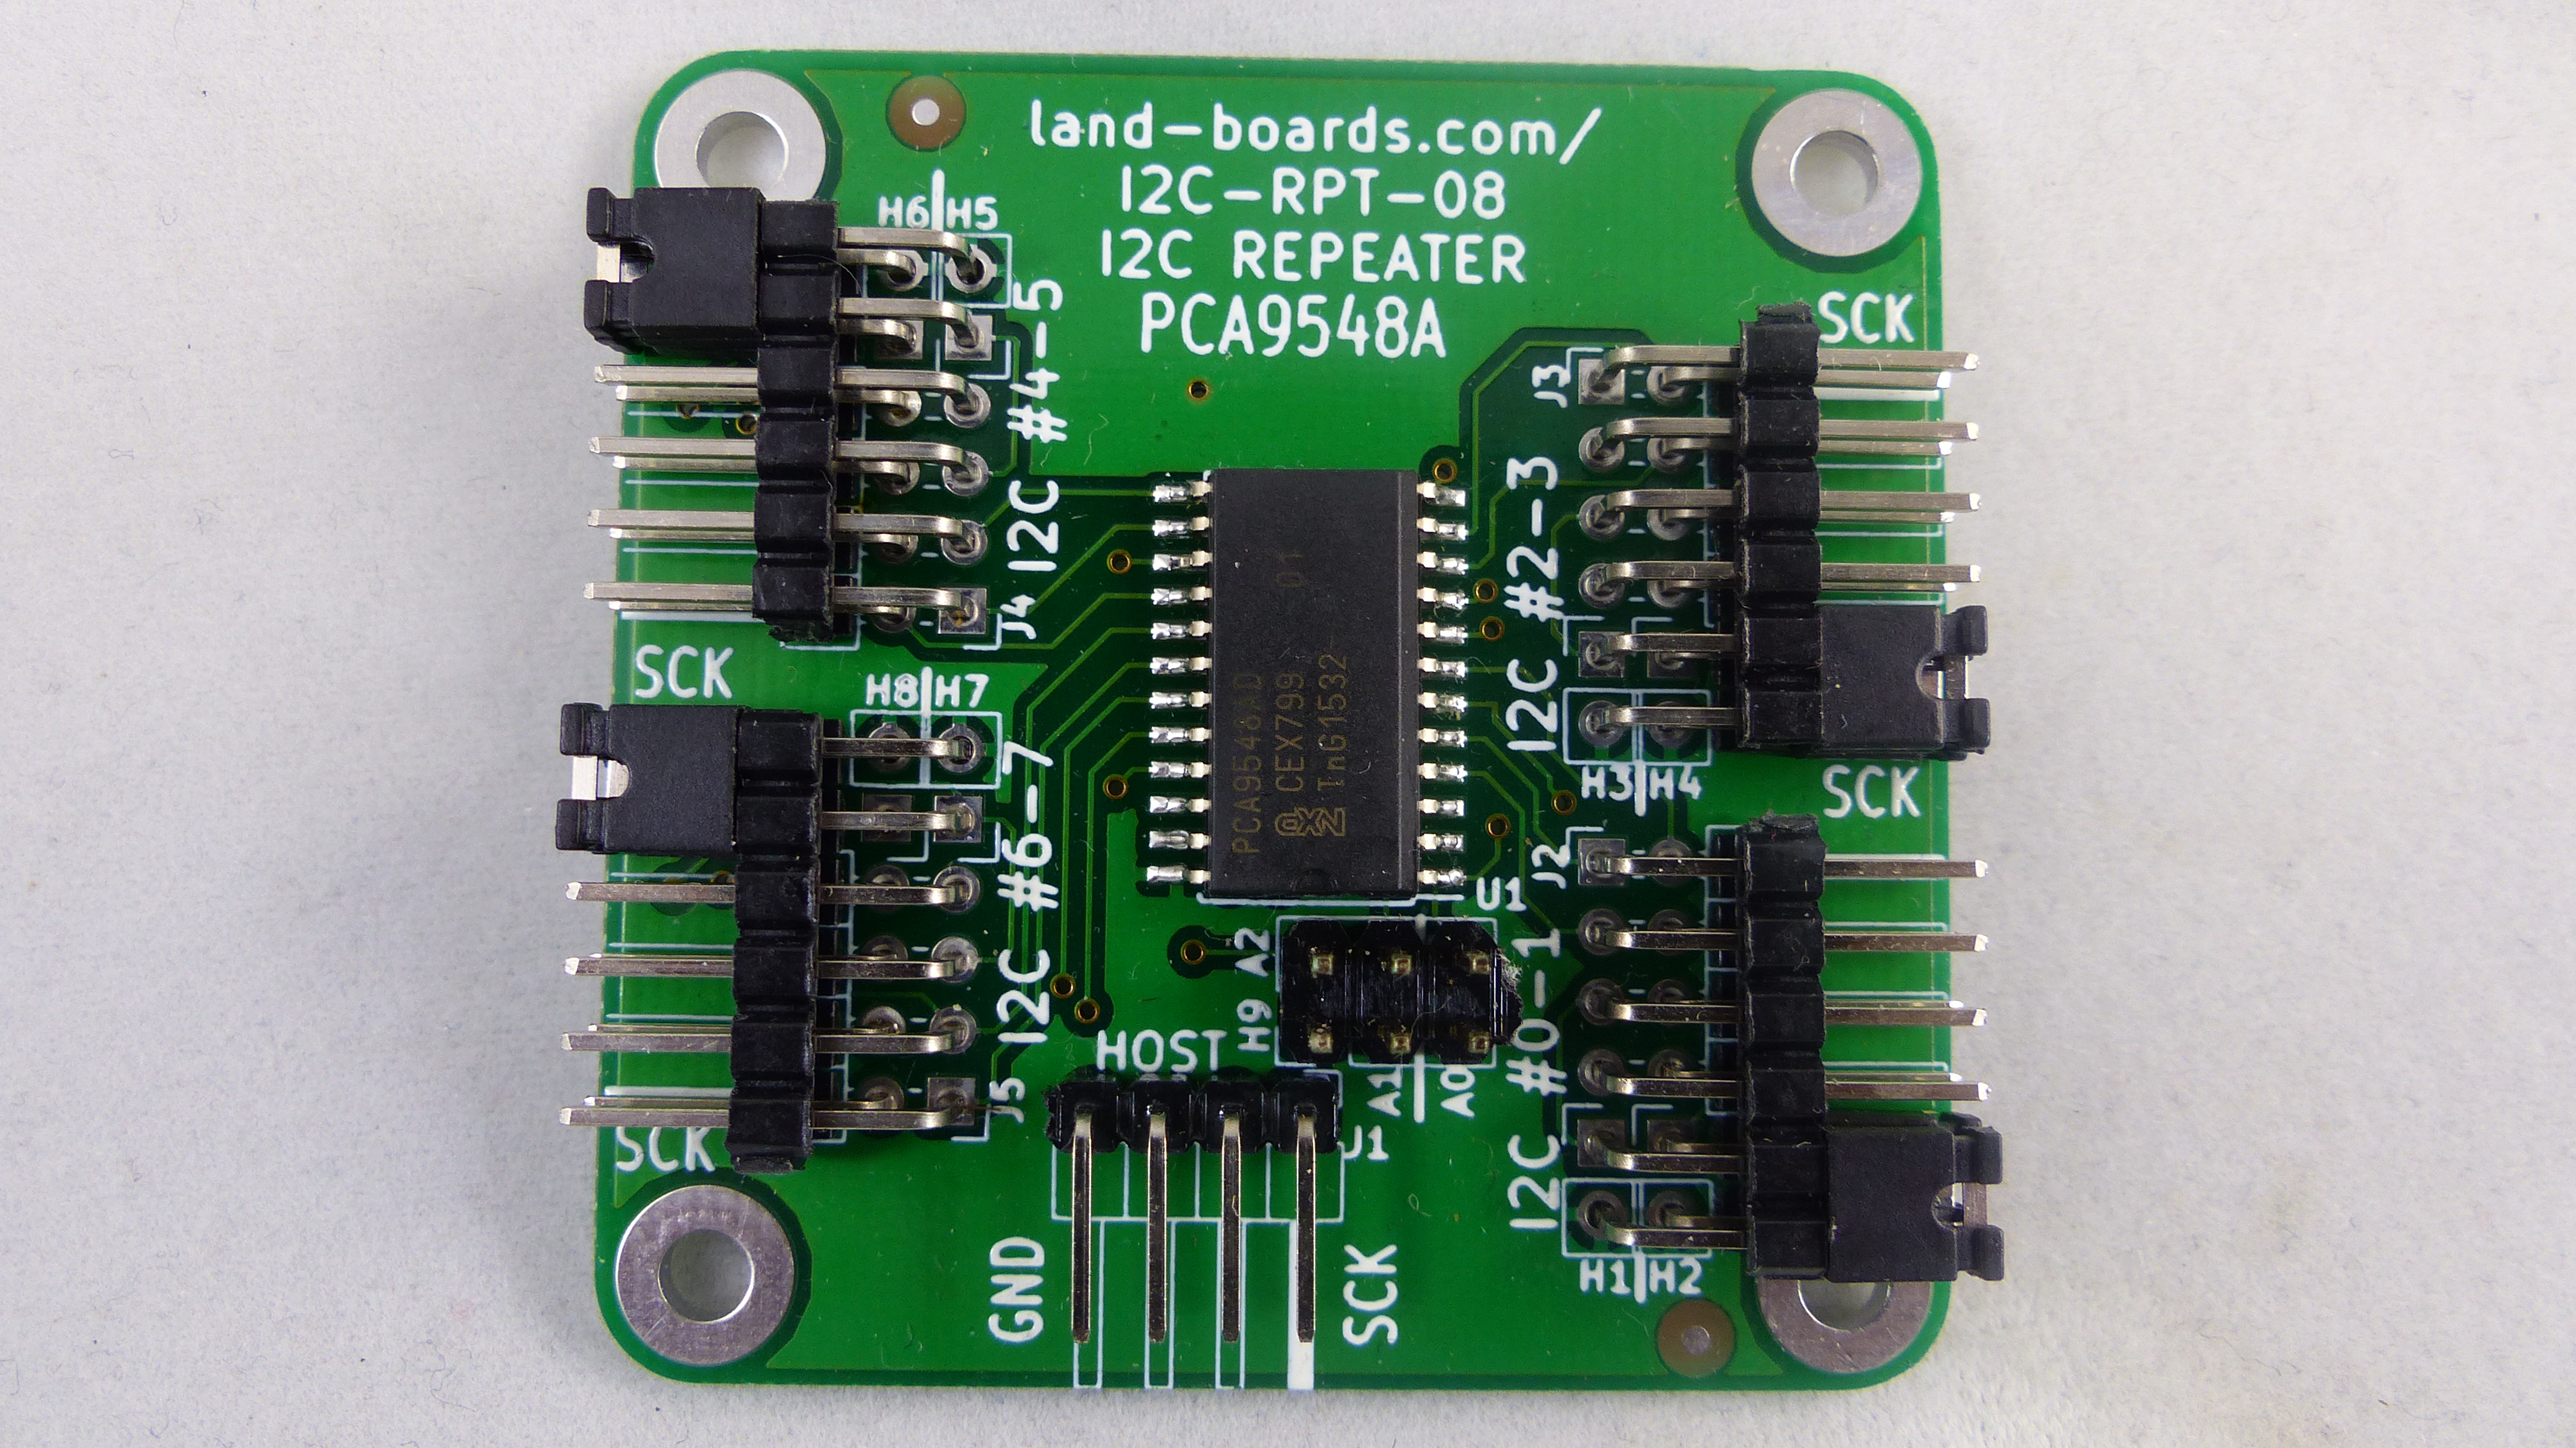 land-boards.com/
I2C-RPT-08
I2C REPEATER
PCA9548A
H6 H5
I2C #4-5
J4
SCK
SCK
J3
I2C #2-3
H3 H4
SCK
H8 H7
I2C #6-7
J5
SCK
PCA9548AD
CEX799 01
TnG1532
NXP
U1
J2
I2C #0-1
H1 H2
A2
H9
A1
A0
HOST
J1
GND
SCK